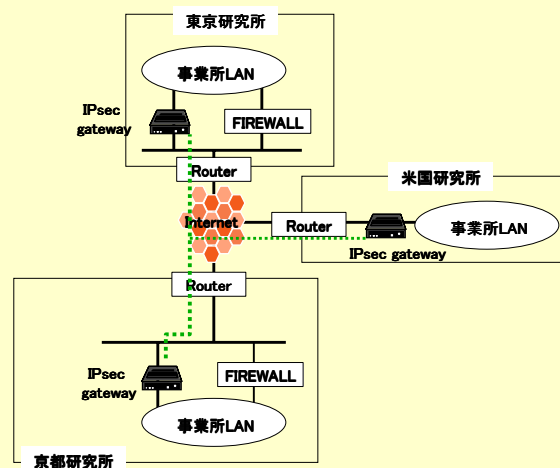 東京研究所
事業所LAN
IPsec
gateway
FIREWALL
Router
米国研究所
Internet
Router
事業所LAN
IPsec gateway
Router
IPsec
gateway
FIREWALL
事業所LAN
京都研究所